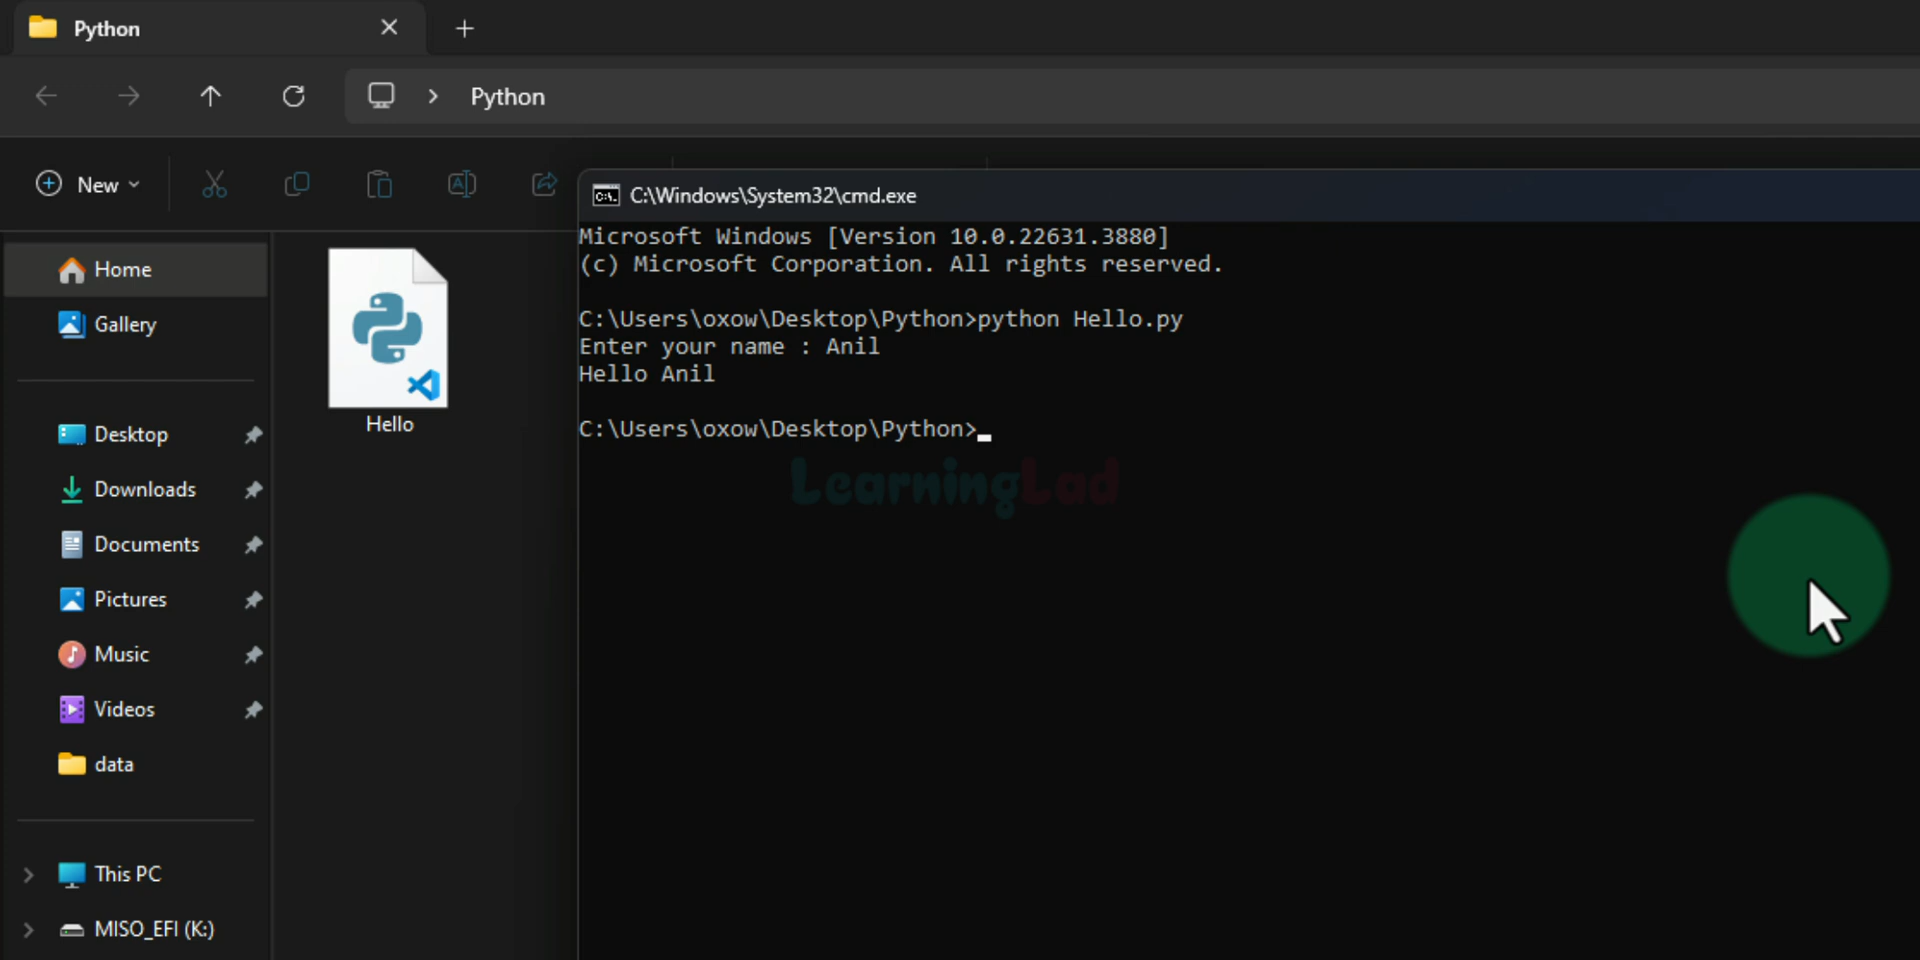 Python
Python
New
C:\Windows\System32\cmd.exe
Microsoft Windows [Version 10.0.22631.3880]
(c) Microsoft Corporation. All rights reserved.
C:\Users\oxow\Desktop\Python>python Hello.py
Enter your name : Anil
Hello Anil
C:\Users\oxow\Desktop\Python>
LearningLad
Hello
Home
Gallery
Desktop
Downloads
Documents
Pictures
Music
Videos
data
This PC
MISO_EFI (K:)